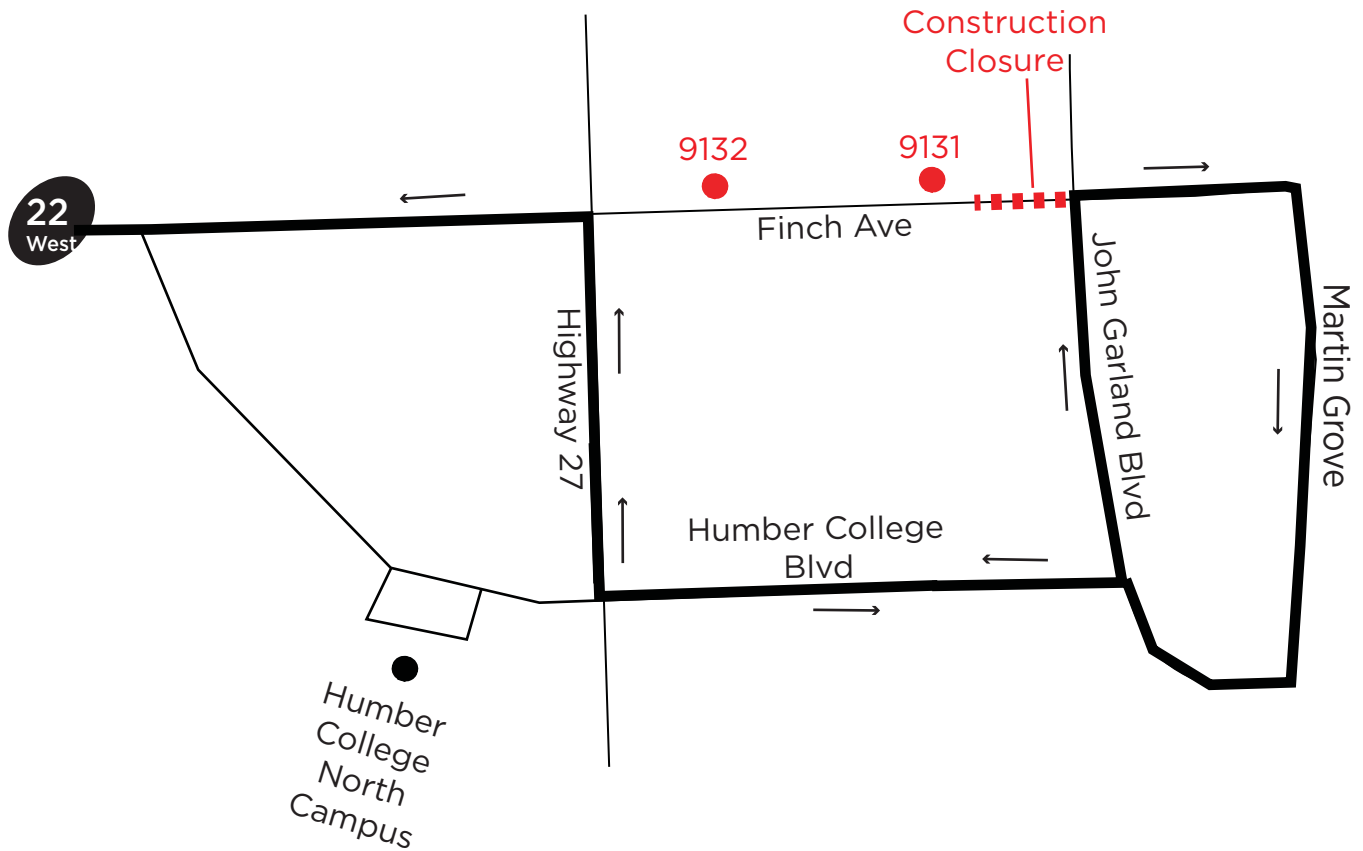 Construction
Closure
9132
9131
22
West
Finch Ave
John Garland Blvd
Martin Grove
Highway 27
Humber College
Blvd
Humber
College
North
Campus